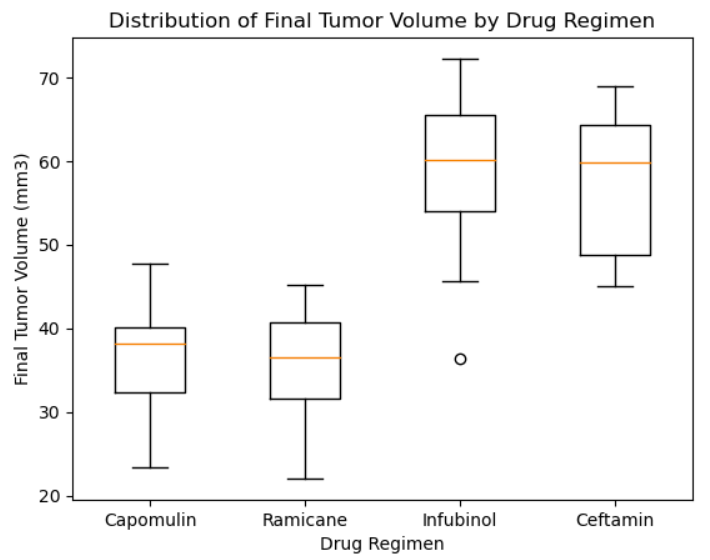 Distribution of Final Tumor Volume by Drug Regimen
Final Tumor Volume (mm3)
70
60
50
40
30
20
Capomulin Ramicane Infubinol Ceftamin
Drug Regimen